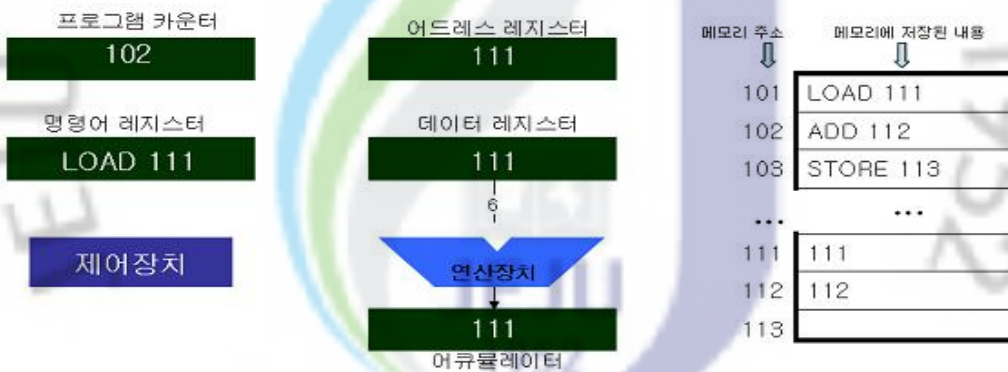 프로그램 카운터
102
명령어 레지스터
LOAD 111
제어장치
어드레스 레지스터
111
데이터 레지스터
111
6
연산장치
111
어큐뮬레이터
메모리 주소 메모리에 저장된 내용
101 LOAD 111
102 ADD 112
103 STORE 113
... ...
111 111
112 112
113